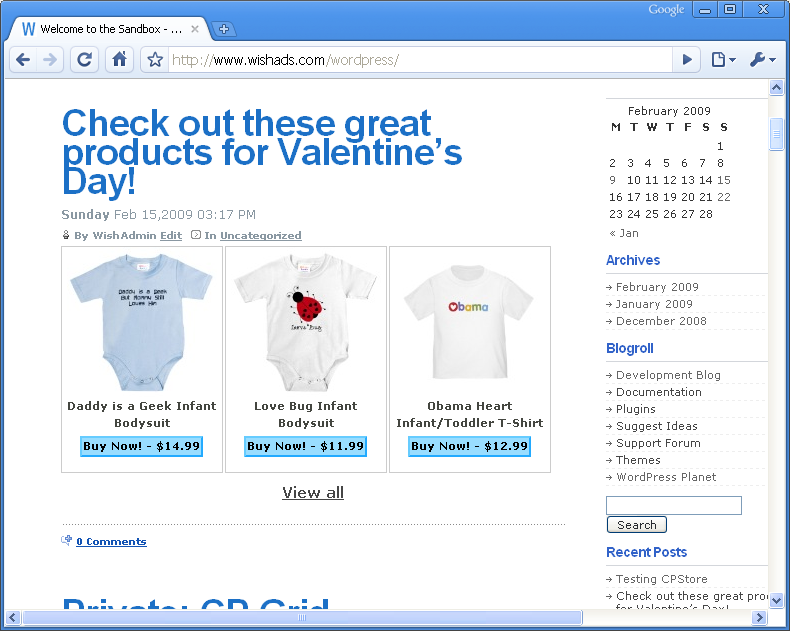 Google
Welcome to the Sandbox - ...
http://www.wishads.com/wordpress/
Check out these great
products for Valentine's
Day!
Sunday Feb 15,2009 03:17 PM
By WishAdmin Edit In Uncategorized
Daddy is a Geek
But Mommy Still
Loves Him
Love Bug
Obama
Daddy is a Geek Infant
Bodysuit
Buy Now! - $14.99
Love Bug Infant
Bodysuit
Buy Now! - $11.99
Obama Heart
Infant/Toddler T-Shirt
Buy Now! - $12.99
View all
0 Comments
Private: CP Grid
February 2009
M T W T F S S
1
2 3 4 5 6 7 8
9 10 11 12 13 14 15
16 17 18 19 20 21 22
23 24 25 26 27 28
« Jan
Archives
→ February 2009
→ January 2009
→ December 2008
Blogroll
→ Development Blog
→ Documentation
→ Plugins
→ Suggest Ideas
→ Support Forum
→ Themes
→ WordPress Planet
Search
Recent Posts
→ Testing CPStore
→ Check out these great pro
for Valentine's Day!